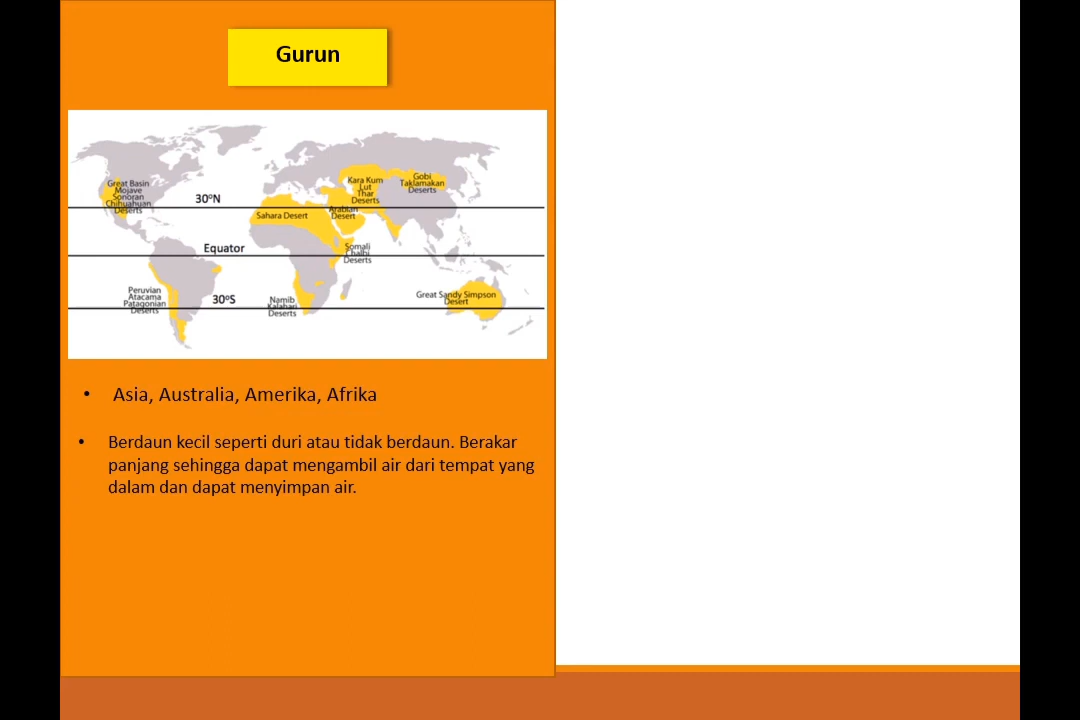 Gurun
Great Basin
Mojave
Sonoran
Chihuahuan
Deserts
30ºN
Sahara Desert
Arabian
Desert
Kara Kum
Lut
Thar
Deserts
Gobi
Taklamakan
Deserts
Equator
Somali
Chalbi
Deserts
Peruvian
Atacama
Patagonian
Deserts
30ºS
Namib
Kalahari
Deserts
Great Sandy Simpson
Desert
• Asia, Australia, Amerika, Afrika
• Berdaun kecil seperti duri atau tidak berdaun. Berakar
panjang sehingga dapat mengambil air dari tempat yang
dalam dan dapat menyimpan air.